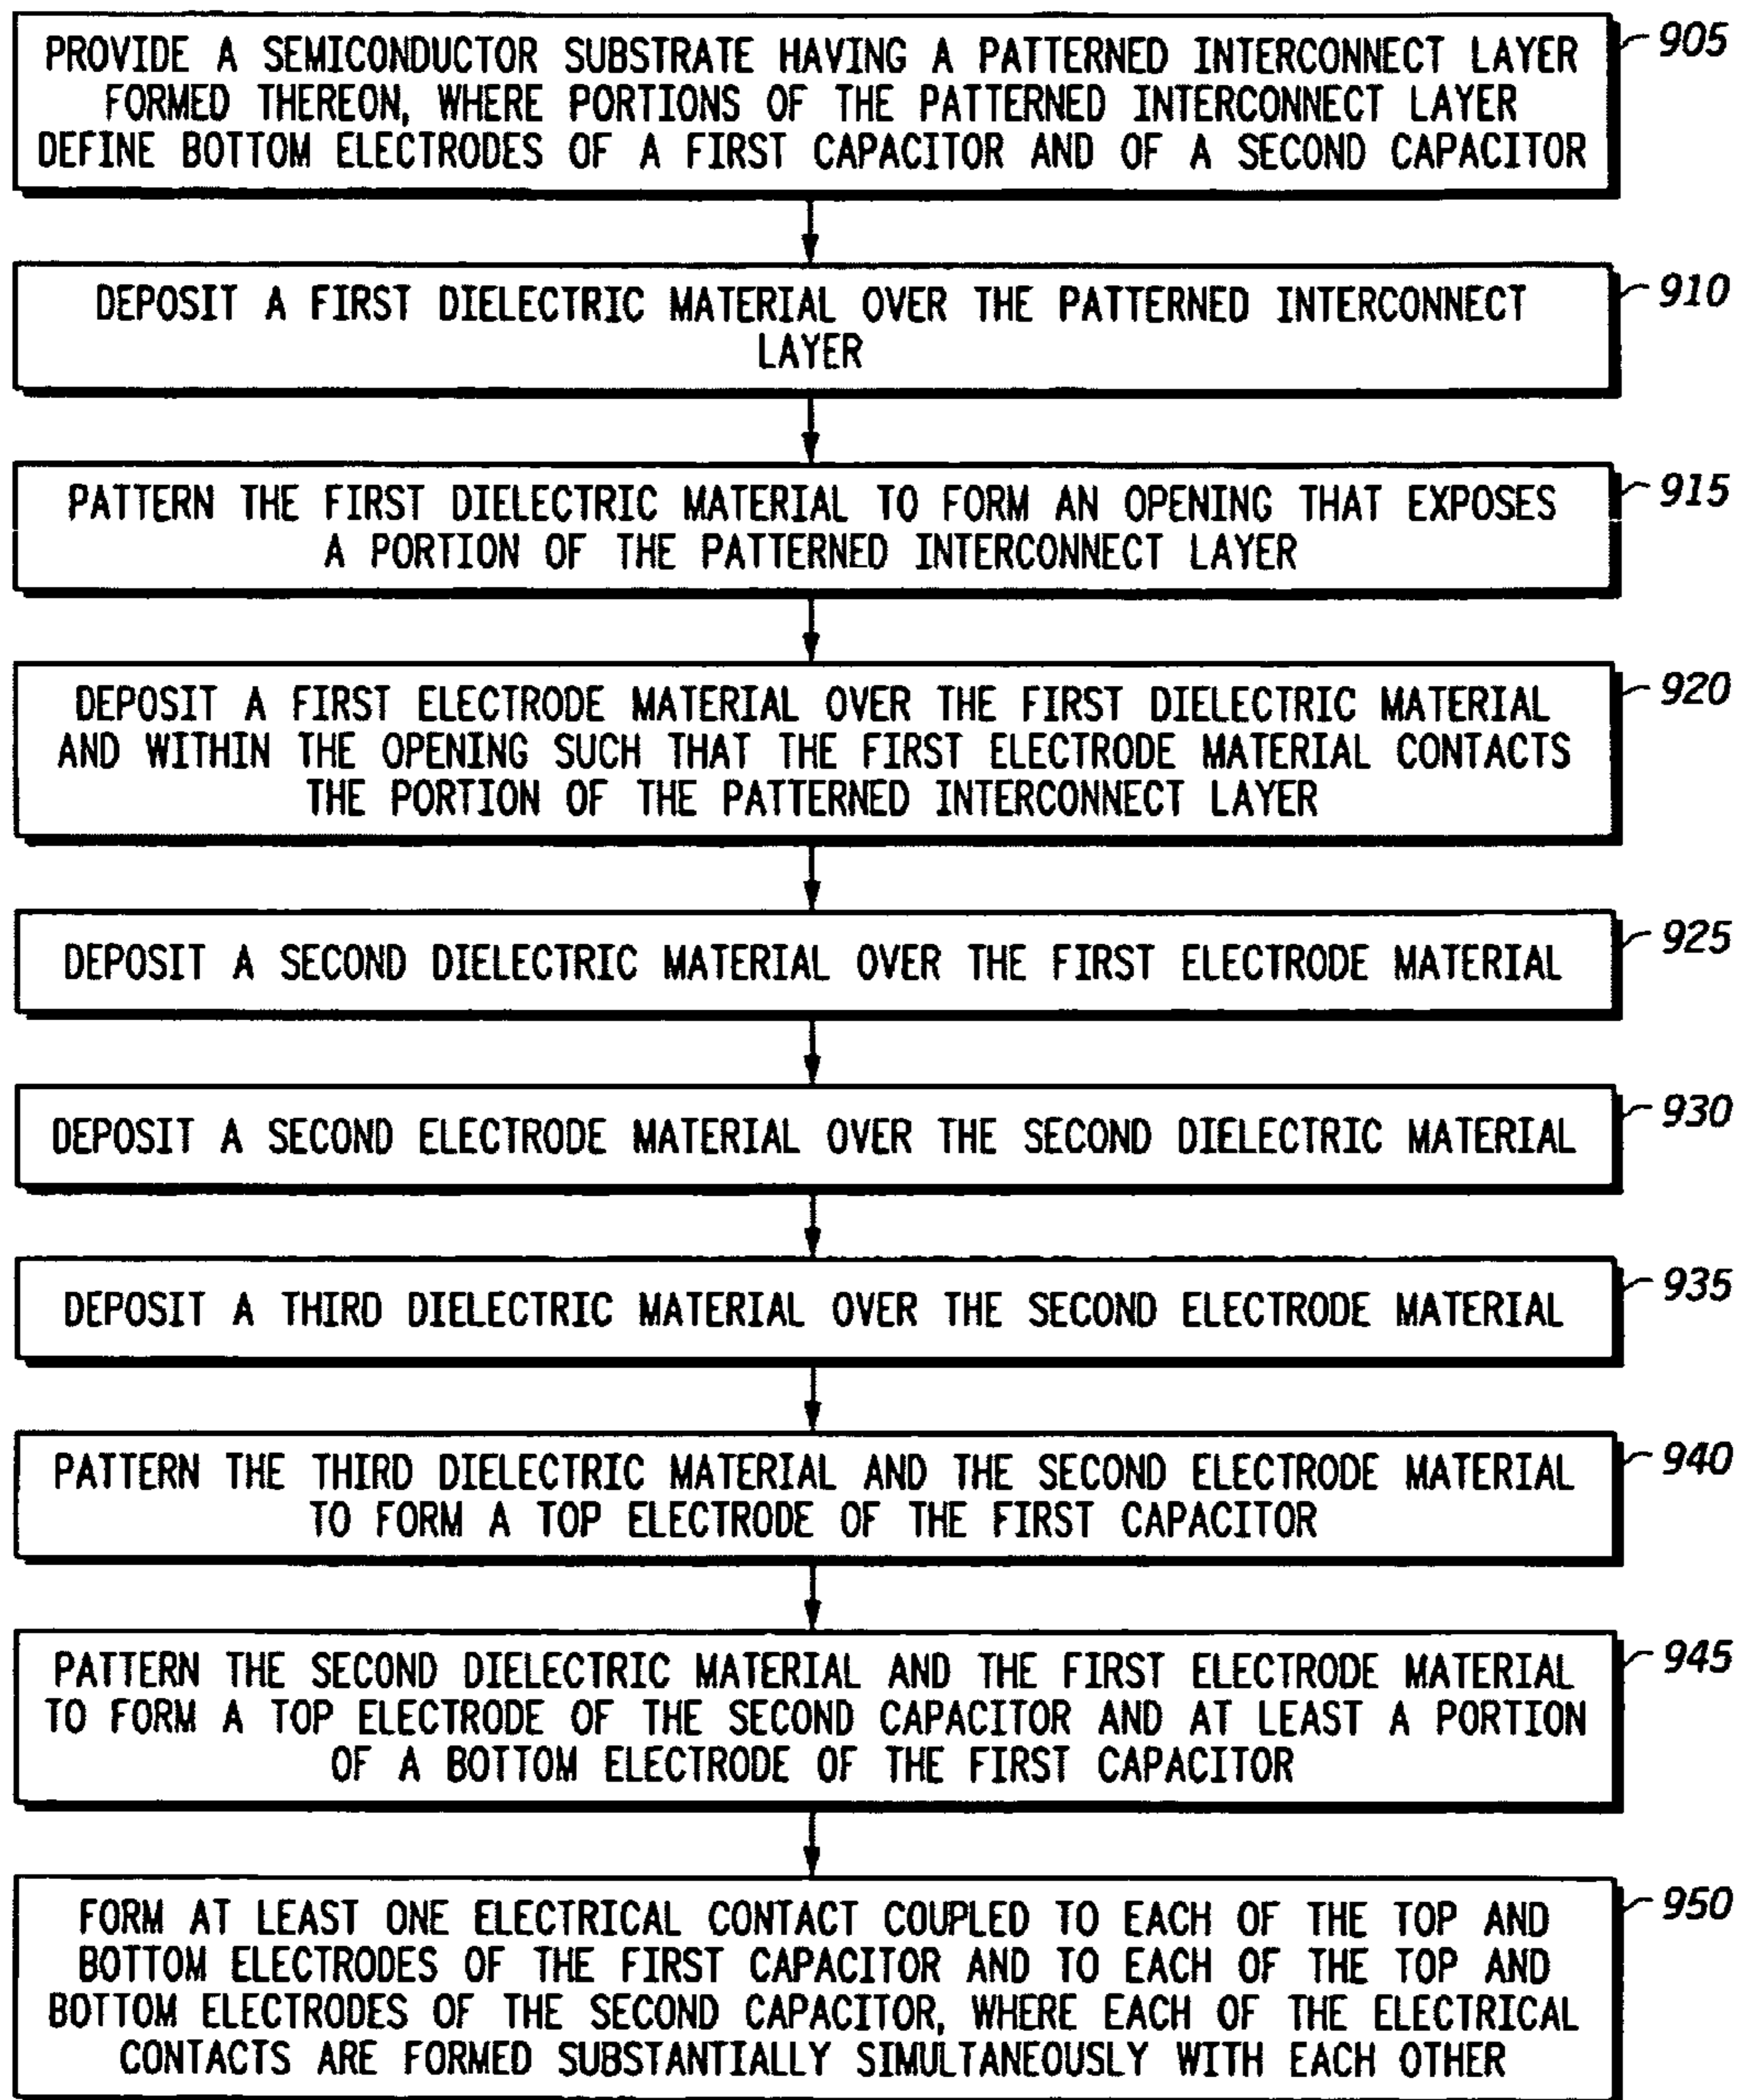 PROVIDE A SEMICONDUCTOR SUBSTRATE HAVING A PATTERNED INTERCONNECT LAYER
FORMED THEREON, WHERE PORTIONS OF THE PATTERNED INTERCONNECT LAYER
DEFINE BOTTOM ELECTRODES OF A FIRST CAPACITOR AND OF A SECOND CAPACITOR
905
DEPOSIT A FIRST DIELECTRIC MATERIAL OVER THE PATTERNED INTERCONNECT
LAYER
910
PATTERN THE FIRST DIELECTRIC MATERIAL TO FORM AN OPENING THAT EXPOSES
A PORTION OF THE PATTERNED INTERCONNECT LAYER
915
DEPOSIT A FIRST ELECTRODE MATERIAL OVER THE FIRST DIELECTRIC MATERIAL
AND WITHIN THE OPENING SUCH THAT THE FIRST ELECTRODE MATERIAL CONTACTS
THE PORTION OF THE PATTERNED INTERCONNECT LAYER
920
DEPOSIT A SECOND DIELECTRIC MATERIAL OVER THE FIRST ELECTRODE MATERIAL
925
DEPOSIT A SECOND ELECTRODE MATERIAL OVER THE SECOND DIELECTRIC MATERIAL
930
DEPOSIT A THIRD DIELECTRIC MATERIAL OVER THE SECOND ELECTRODE MATERIAL
935
PATTERN THE THIRD DIELECTRIC MATERIAL AND THE SECOND ELECTRODE MATERIAL
TO FORM A TOP ELECTRODE OF THE FIRST CAPACITOR
940
PATTERN THE SECOND DIELECTRIC MATERIAL AND THE FIRST ELECTRODE MATERIAL
TO FORM A TOP ELECTRODE OF THE SECOND CAPACITOR AND AT LEAST A PORTION
OF A BOTTOM ELECTRODE OF THE FIRST CAPACITOR
945
FORM AT LEAST ONE ELECTRICAL CONTACT COUPLED TO EACH OF THE TOP AND
BOTTOM ELECTRODES OF THE FIRST CAPACITOR AND TO EACH OF THE TOP AND
BOTTOM ELECTRODES OF THE SECOND CAPACITOR, WHERE EACH OF THE ELECTRICAL
CONTACTS ARE FORMED SUBSTANTIALLY SIMULTANEOUSLY WITH EACH OTHER
950